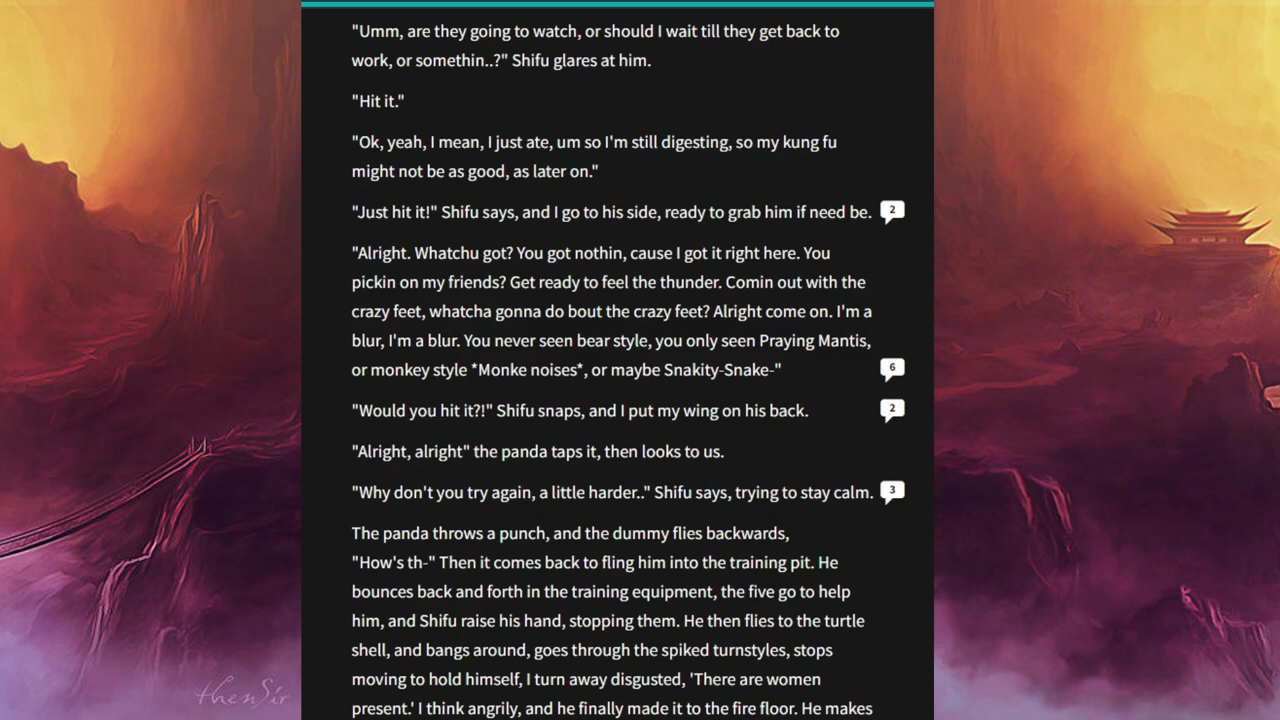 "Umm, are they going to watch, or should I wait till they get back to
work, or somethin..?" Shifu glares at him.
"Hit it."
"Ok, yeah, I mean, I just ate, um so I'm still digesting, so my kung fu
might not be as good, as later on."
"Just hit it!" Shifu says, and I go to his side, ready to grab him if need be. 2
"Alright. Whatchu got? You got nothin, cause I got it right here. You
pickin on my friends? Get ready to feel the thunder. Comin out with the
crazy feet, whatcha gonna do bout the crazy feet? Alright come on. I'm a
blur, I'm a blur. You never seen bear style, you only seen Praying Mantis,
or monkey style *Monke noises*, or maybe Snakity-Snake-" 6
"Would you hit it?!" Shifu snaps, and I put my wing on his back. 2
"Alright, alright" the panda taps it, then looks to us.
"Why don't you try again, a little harder.." Shifu says, trying to stay calm. 3
The panda throws a punch, and the dummy flies backwards,
"How's th-" Then it comes back to fling him into the training pit. He
bounces back and forth in the training equipment, the five go to help
him, and Shifu raise his hand, stopping them. He then flies to the turtle
shell, and bangs around, goes through the spiked turnstyles, stops
moving to hold himself, I turn away disgusted, 'There are women
present.' I think angrily, and he finally made it to the fire floor. He makes
thenSir